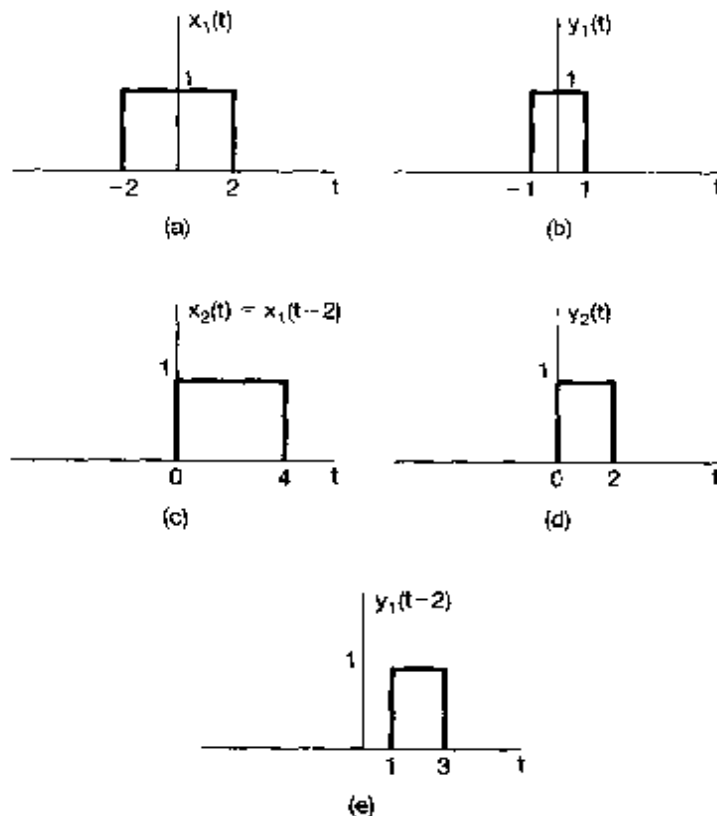 x₁(t)
1
-2 2 t
(a)
y₁(t)
1
-1 1 t
(b)
x₂(t) = x₁(t-2)
1
0 4 t
(c)
y₂(t)
1
0 2 t
(d)
y₁(t-2)
1
1 3 t
(e)